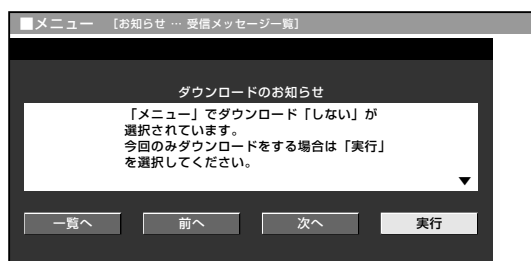 ■メニュー [お知らせ … 受信メッセージ一覧]
ダウンロードのお知らせ
「メニュー」でダウンロード「しない」が
選択されています。
今回のみダウンロードをする場合は「実行」
を選択してください。
▼
一覧へ 前へ 次へ 実行